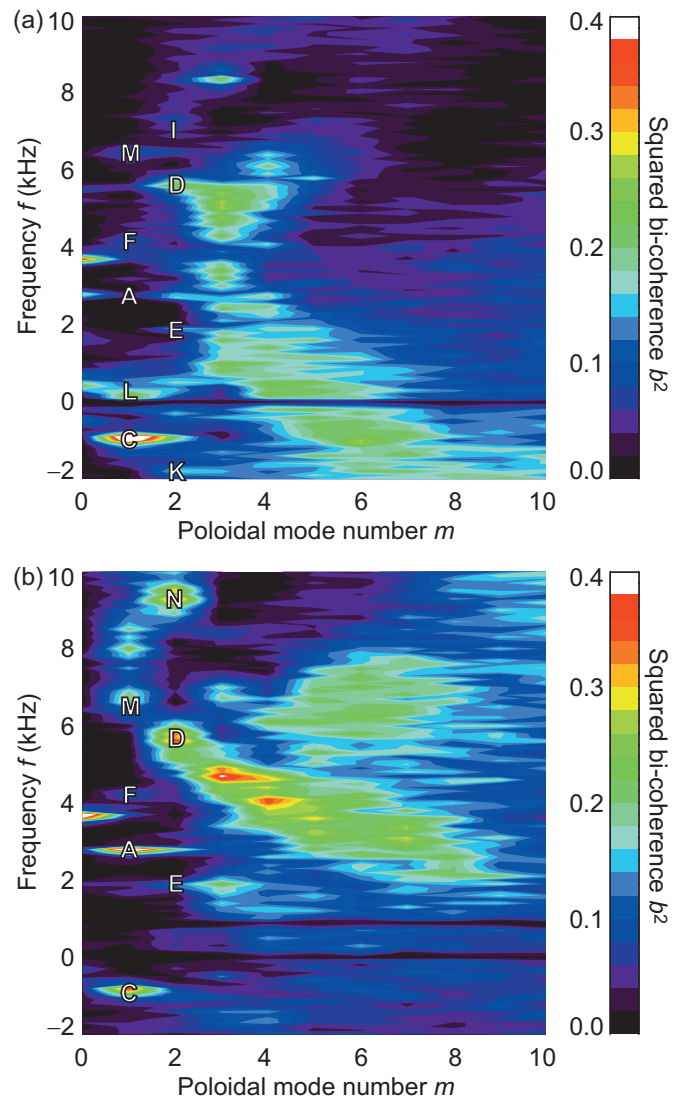 (a)
10
8
6
4
2
0
–2
Frequency f (kHz)
I
M
D
F
A
E
L
C
K
0 2 4 6 8 10
Poloidal mode number m
0.4
0.3
0.2
0.1
0.0
Squared bi-coherence b²
(b)
10
8
6
4
2
0
–2
Frequency f (kHz)
N
M
D
F
A
E
C
0 2 4 6 8 10
Poloidal mode number m
0.4
0.3
0.2
0.1
0.0
Squared bi-coherence b²